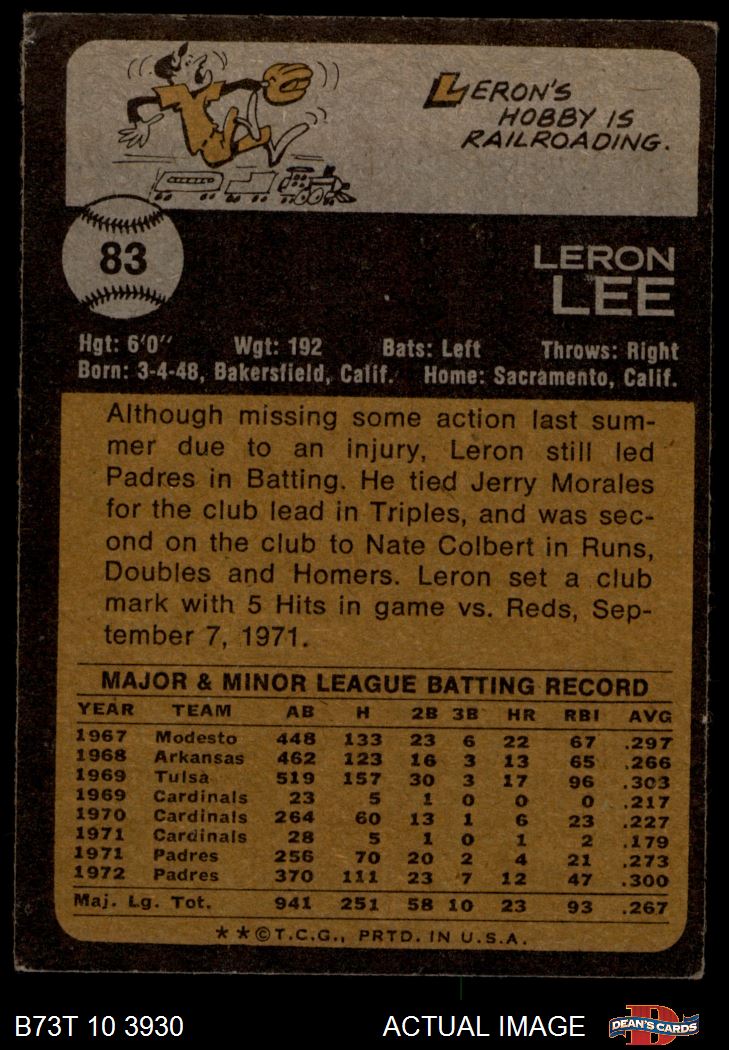 LERON'S
HOBBY IS
RAILROADING.
83
LERON
LEE
Hgt: 6'0" Wgt: 192 Bats: Left Throws: Right
Born: 3-4-48, Bakersfield, Calif. Home: Sacramento, Calif.
Although missing some action last sum-
mer due to an injury, Leron still led
Padres in Batting. He tied Jerry Morales
for the club lead in Triples, and was sec-
ond on the club to Nate Colbert in Runs,
Doubles and Homers. Leron set a club
mark with 5 Hits in game vs. Reds, Sep-
tember 7, 1971.
MAJOR & MINOR LEAGUE BATTING RECORD
YEAR TEAM AB H 2B 3B HR RBI AVG
1967 Modesto 448 133 23 6 22 67 .297
1968 Arkansas 462 123 16 3 13 65 .266
1969 Tulsa 519 157 30 3 17 96 .303
1969 Cardinals 23 5 1 0 0 0 .217
1970 Cardinals 264 60 13 1 6 23 .227
1971 Cardinals 28 5 1 0 1 2 .179
1971 Padres 256 70 20 2 4 21 .273
1972 Padres 370 111 23 7 12 47 .300
Maj. Lg. Tot. 941 251 58 10 23 93 .267
**©T.C.G., PRTD. IN U.S.A.
B73T 10 3930 ACTUAL IMAGE DEAN'S CARDS